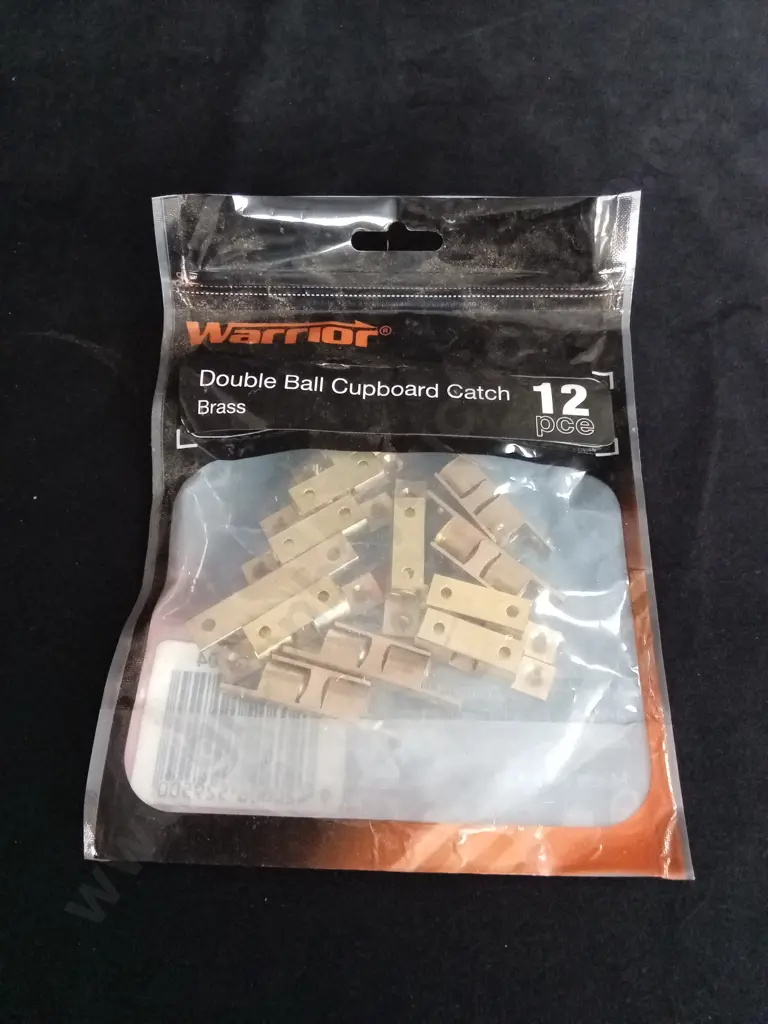 Warrior®
Double Ball Cupboard Catch
Brass
12
pce